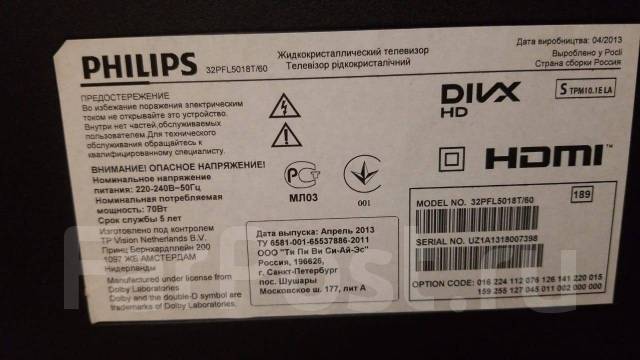 PHILIPS
32PFL5018T/60
Жидкокристаллический телевизор
Телевізор рідкокристалічний
Дата виробництва: 04/2013
Вироблено у Росії
Страна сборки Россия
ПРЕДОСТЕРЕЖЕНИЕ
Во избежание поражения электрическим
током не открывайте это устройство.
Внутри нет частей, обслуживаемых
пользователем. Для технического
обслуживания обращайтесь к
квалифицированному специалисту.
DIVX
HD
S TPM10.1E LA
ВНИМАНИЕ! ОПАСНОЕ НАПРЯЖЕНИЕ!
Номинальное напряжение
питания: 220-240В~50Гц
Номинальная потребляемая
мощность: 70Вт
Срок службы 5 лет
МЛ03
001
HDMI™
Изготовлено под контролем
TP Vision Netherlands B.V.
Принц Бернхардплейн 200
1097 ЖБ АМСТЕРДАМ
Нидерланды
Manufactured under license from
Dolby Laboratories.
Dolby and the double-D symbol are
trademarks of Dolby Laboratories.
Дата выпуска: Апрель 2013
ТУ 6581-001-65537886-2011
ООО "Ти Пи Ви Си-Ай-Эс"
Россия, 196626,
г. Санкт-Петербург
пос. Шушары
Московское ш. 177, лит А
MODEL NO. 32PFL5018T/60
189
SERIAL NO. UZ1A1318007398
OPTION CODE: 016 224 112 076 126 141 220 015
159 255 127 045 011 002 000 000